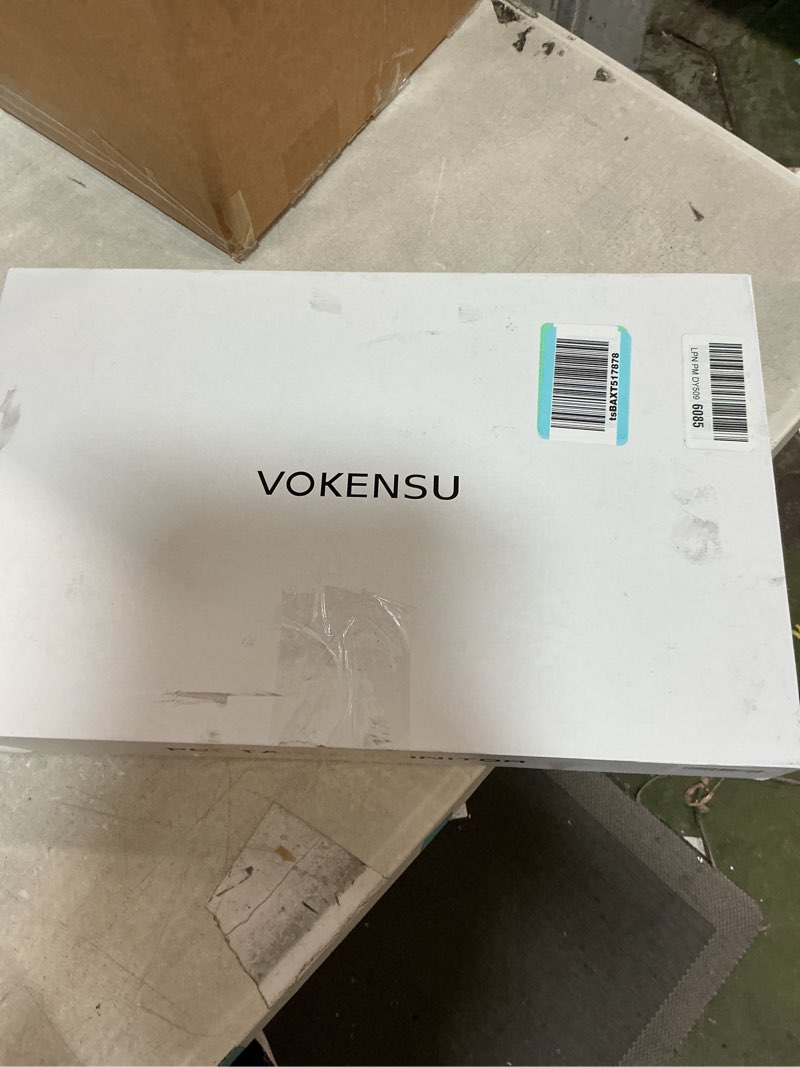 tsBAXT517878
LPN PM DY509 6085
VOKENSU